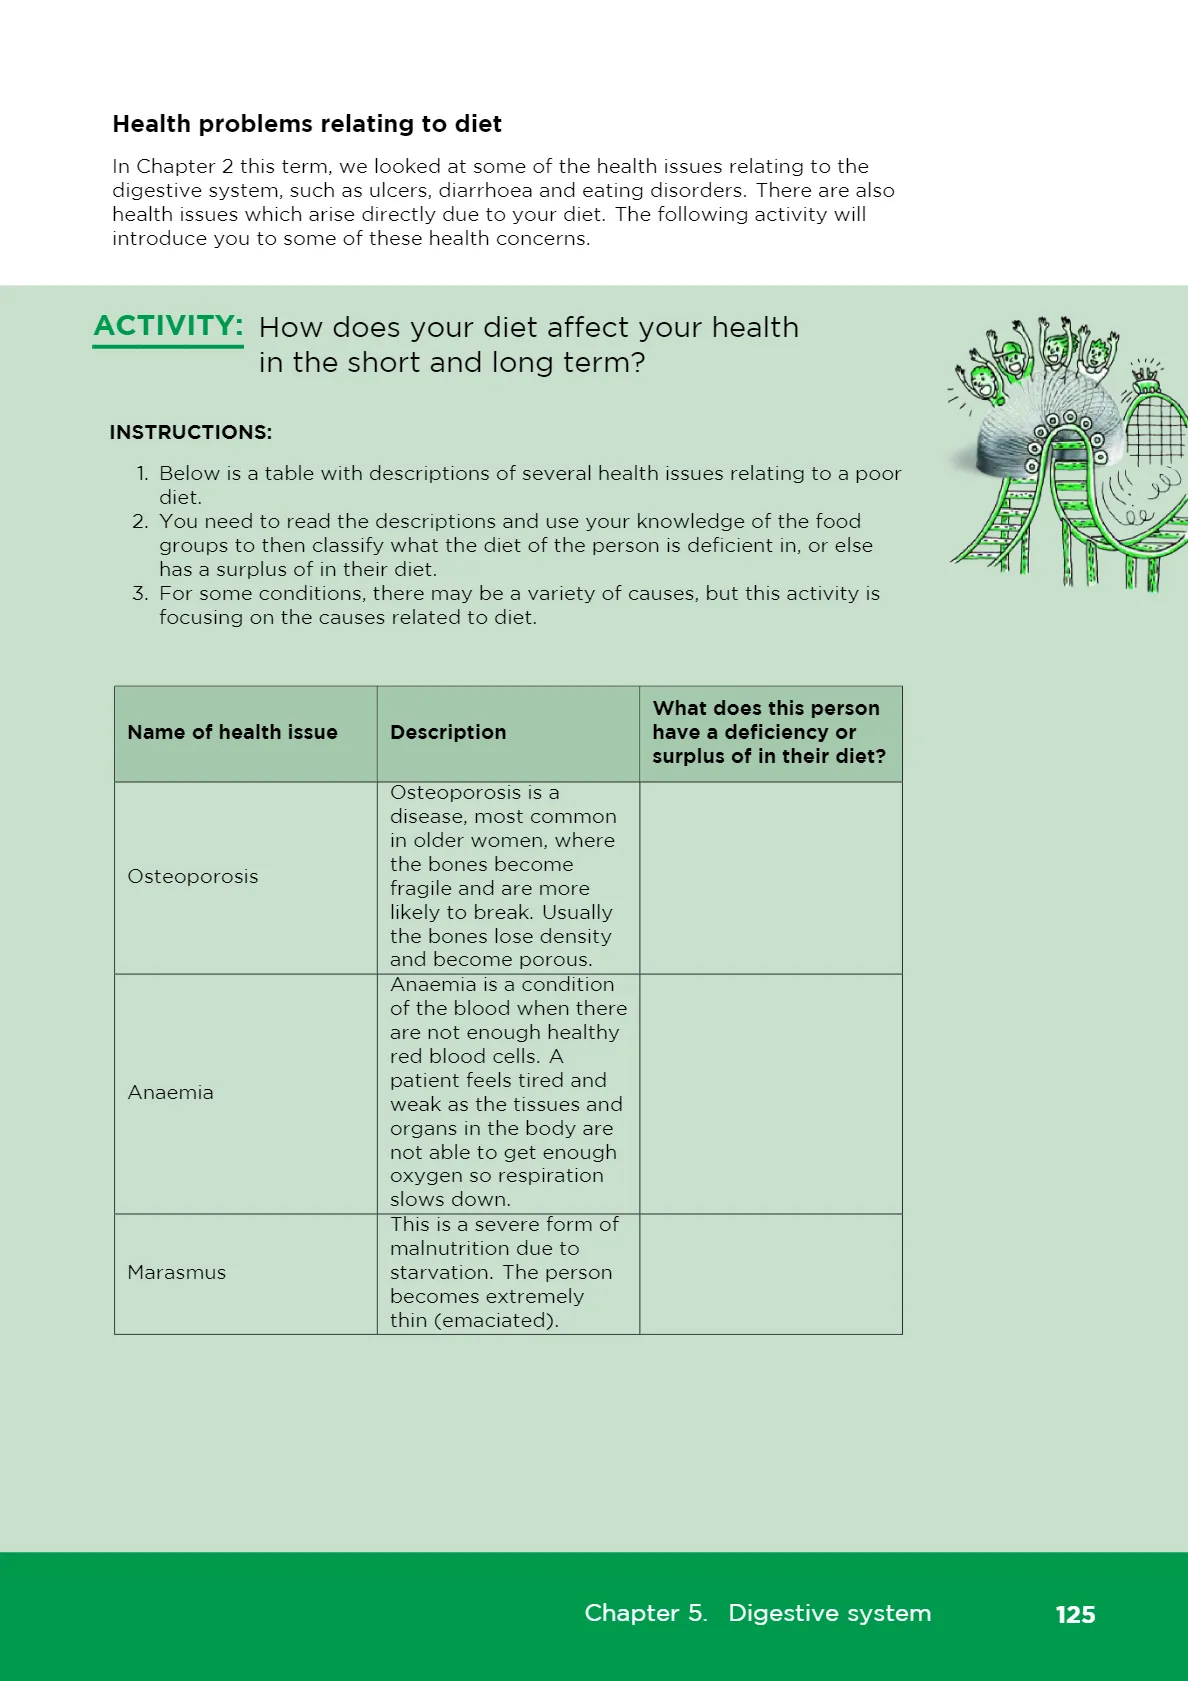 Health problems relating to diet
In Chapter 2 this term, we looked at some of the health issues relating to the
digestive system, such as ulcers, diarrhoea and eating disorders. There are also
health issues which arise directly due to your diet. The following activity will
introduce you to some of these health concerns.
ACTIVITY: How does your diet affect your health
in the short and long term?
INSTRUCTIONS:
1. Below is a table with descriptions of several health issues relating to a poor
diet.
2. You need to read the descriptions and use your knowledge of the food
groups to then classify what the diet of the person is deficient in, or else
has a surplus of in their diet.
3. For some conditions, there may be a variety of causes, but this activity is
focusing on the causes related to diet.
Name of health issue
Description
What does this person
have a deficiency or
surplus of in their diet?
Osteoporosis
Osteoporosis is a
disease, most common
in older women, where
the bones become
fragile and are more
likely to break. Usually
the bones lose density
and become porous.
Anaemia
Anaemia is a condition
of the blood when there
are not enough healthy
red blood cells. A
patient feels tired and
weak as the tissues and
organs in the body are
not able to get enough
oxygen so respiration
slows down.
Marasmus
This is a severe form of
malnutrition due to
starvation. The person
becomes extremely
thin (emaciated).
Chapter 5. Digestive system 125